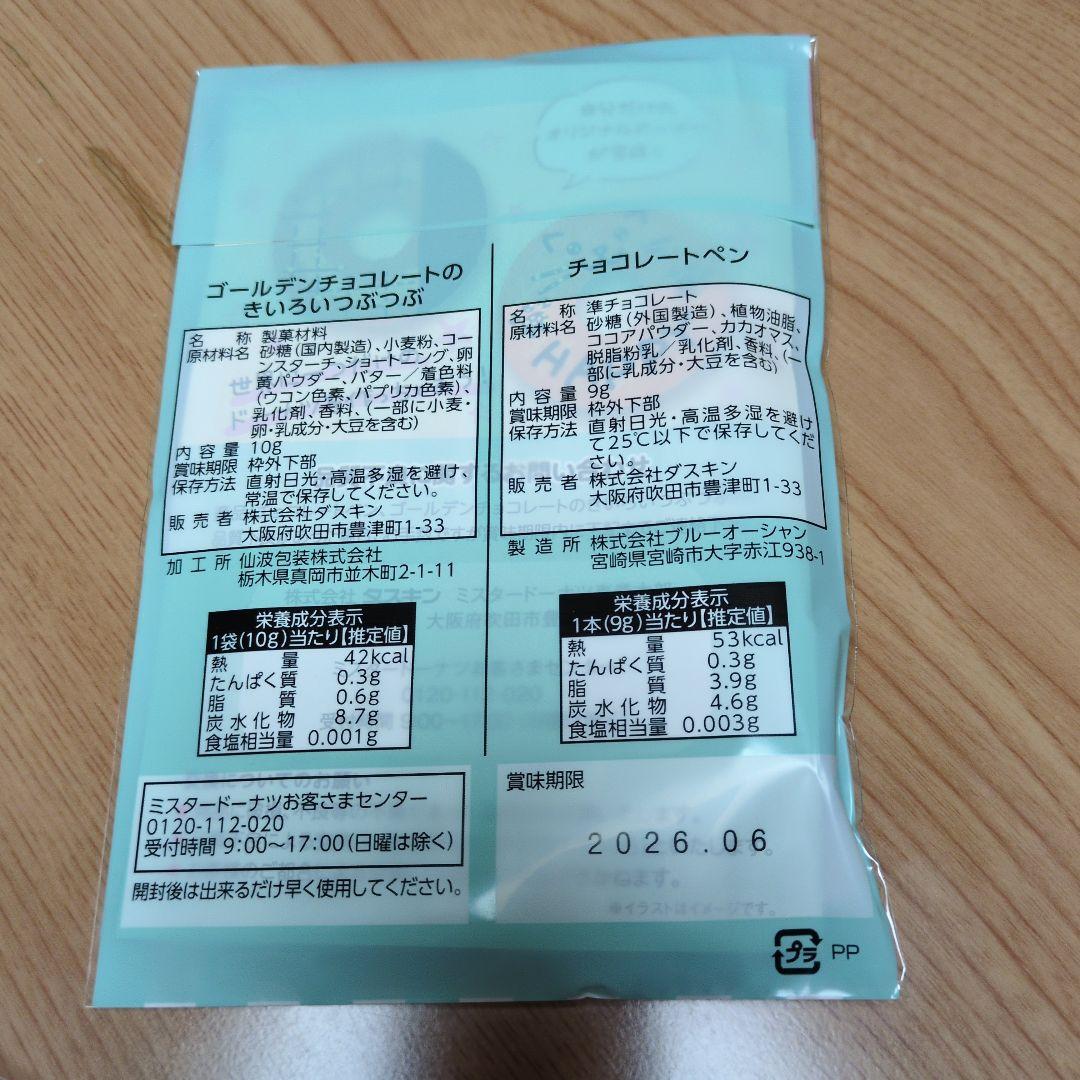 ゴールデンチョコレートの
きいろいつぶつぶ
名称 製菓材料
原材料名 砂糖(国内製造)、小麦粉、コー
ンスターチ、ショートニング、卵
黄パウダー、バター/着色料
(ウコン色素、パプリカ色素)、
乳化剤、香料、(一部に小麦・
卵・乳成分・大豆を含む)
内容量 10g
賞味期限 枠外下部
保存方法 直射日光・高温多湿を避け、
常温で保存してください。
販売者 株式会社ダスキン
大阪府吹田市豊津町1-33
加工所 仙波包装株式会社
栃木県真岡市並木町2-1-11
栄養成分表示
1袋(10g)当たり【推定値】
熱量 42kcal
たんぱく質 0.3g
脂質 0.6g
炭水化物 8.7g
食塩相当量 0.001g
ミスタードーナツお客さまセンター
0120-112-020
受付時間 9:00〜17:00(日曜は除く)
開封後は出来るだけ早く使用してください。
チョコレートペン
名称 準チョコレート
原材料名 砂糖(外国製造)、植物油脂、
ココアパウダー、カカオマス、
脱脂粉乳/乳化剤、香料、(一
部に乳成分・大豆を含む)
内容量 9g
賞味期限 枠外下部
保存方法 直射日光・高温多湿を避け
て25℃以下で保存してくだ
さい。
販売者 株式会社ダスキン
大阪府吹田市豊津町1-33
製造所 株式会社ブルーオーシャン
宮崎県宮崎市大字赤江938-1
栄養成分表示
1本(9g)当たり【推定値】
熱量 53kcal
たんぱく質 0.3g
脂質 3.9g
炭水化物 4.6g
食塩相当量 0.003g
賞味期限
2026.06
※イラストはイメージです。
プラ PP